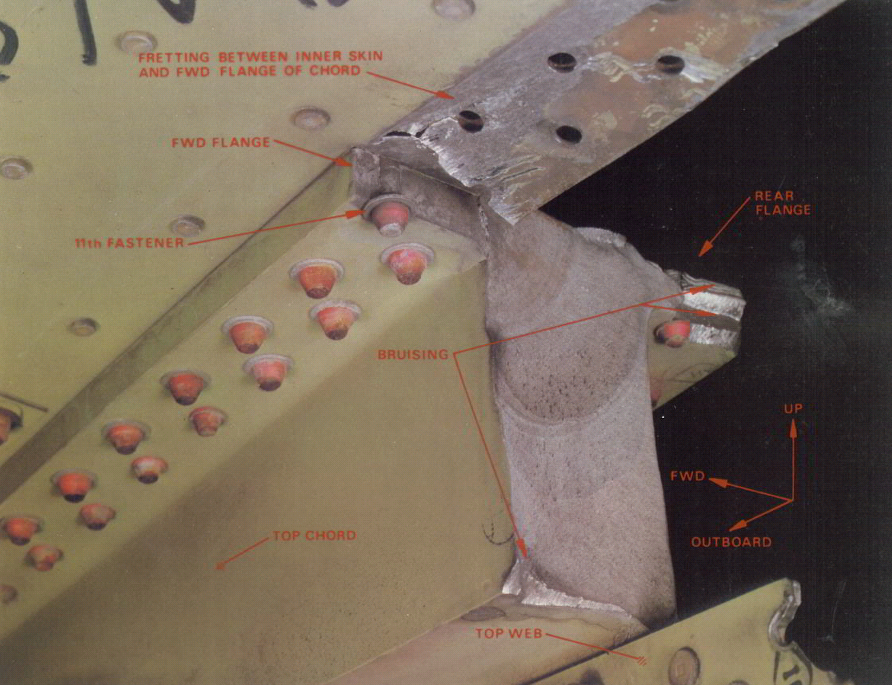 FRETTING BETWEEN INNER SKIN
AND FWD FLANGE OF CHORD
FWD FLANGE
REAR
FLANGE
11th FASTENER
BRUISING
UP
FWD
TOP CHORD
OUTBOARD
TOP WEB